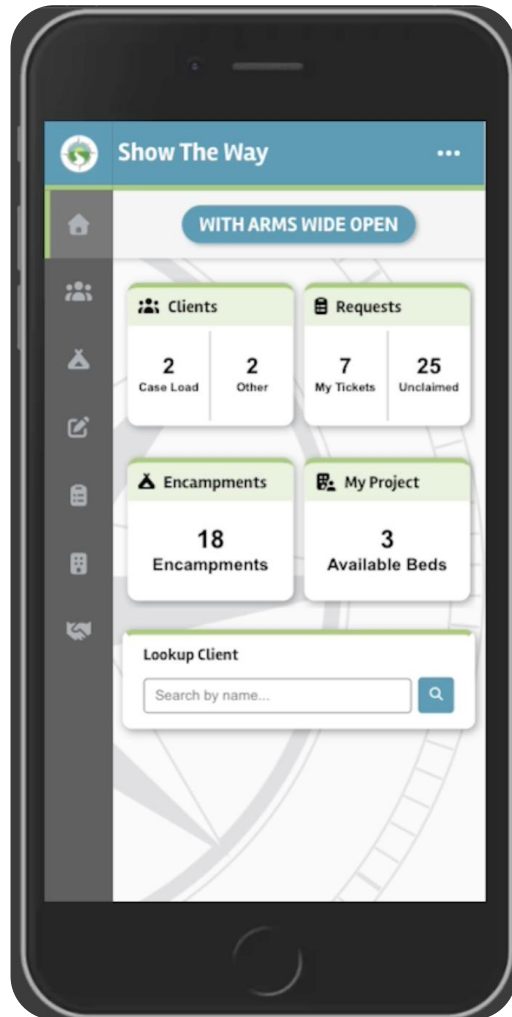 Show The Way
WITH ARMS WIDE OPEN
Clients
2
Case Load
2
Other
Requests
7
My Tickets
25
Unclaimed
Encampments
18
Encampments
My Project
3
Available Beds
Lookup Client
Search by name...